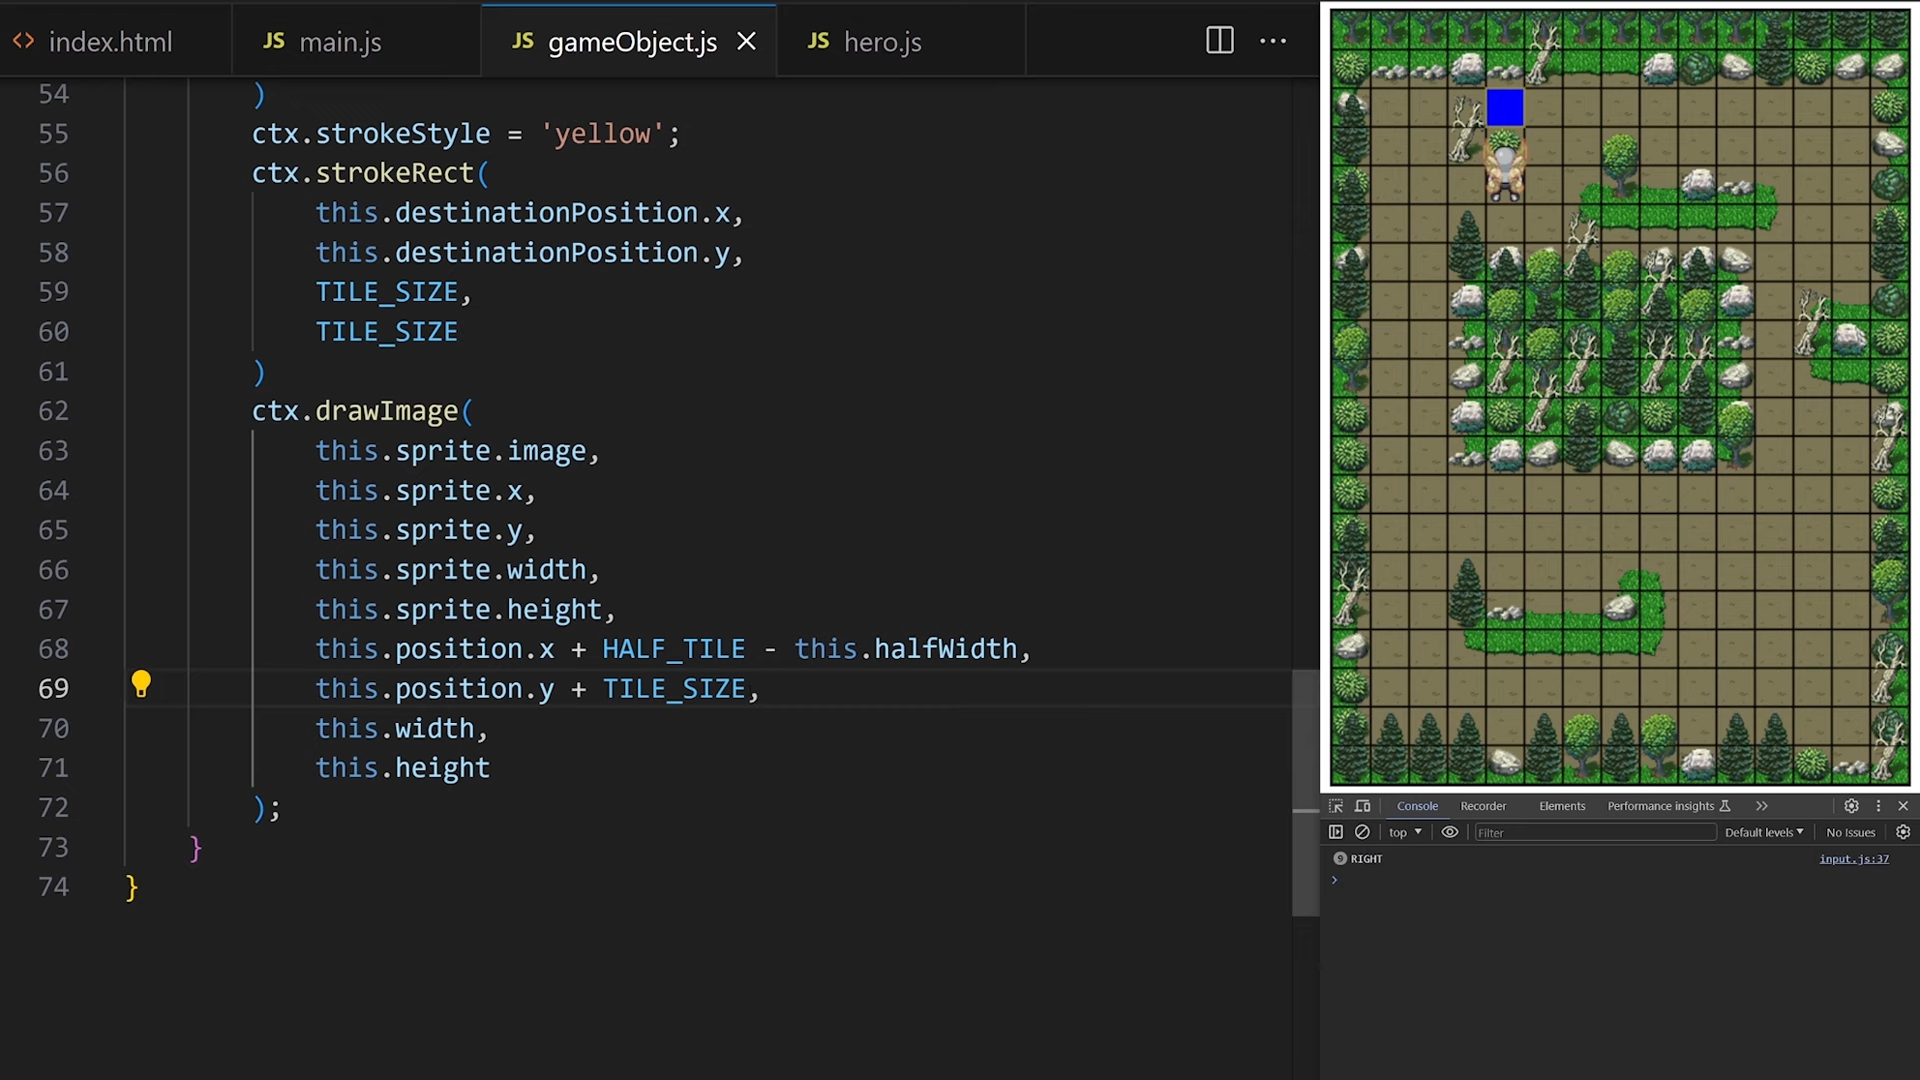 <> index.html JS main.js JS gameObject.js JS hero.js
54 )
55 ctx.strokeStyle = 'yellow';
56 ctx.strokeRect(
57 this.destinationPosition.x,
58 this.destinationPosition.y,
59 TILE_SIZE,
60 TILE_SIZE
61 )
62 ctx.drawImage(
63 this.sprite.image,
64 this.sprite.x,
65 this.sprite.y,
66 this.sprite.width,
67 this.sprite.height,
68 this.position.x + HALF_TILE - this.halfWidth,
69 this.position.y + TILE_SIZE,
70 this.width,
71 this.height
72 );
73 }
74 }
Console Recorder Elements Performance insights
top Filter Default levels No Issues
9 RIGHT input.js:37